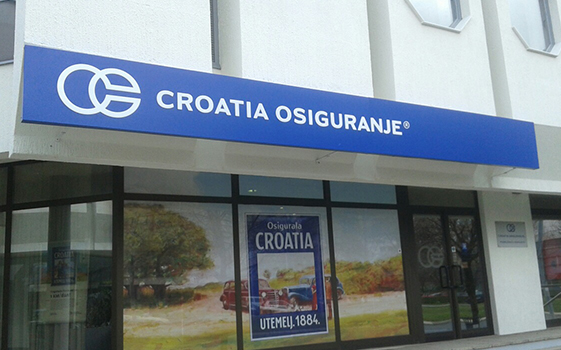 CROATIA OSIGURANJE®
Osigurala
CROATIA
UTEMELJ. 1884.